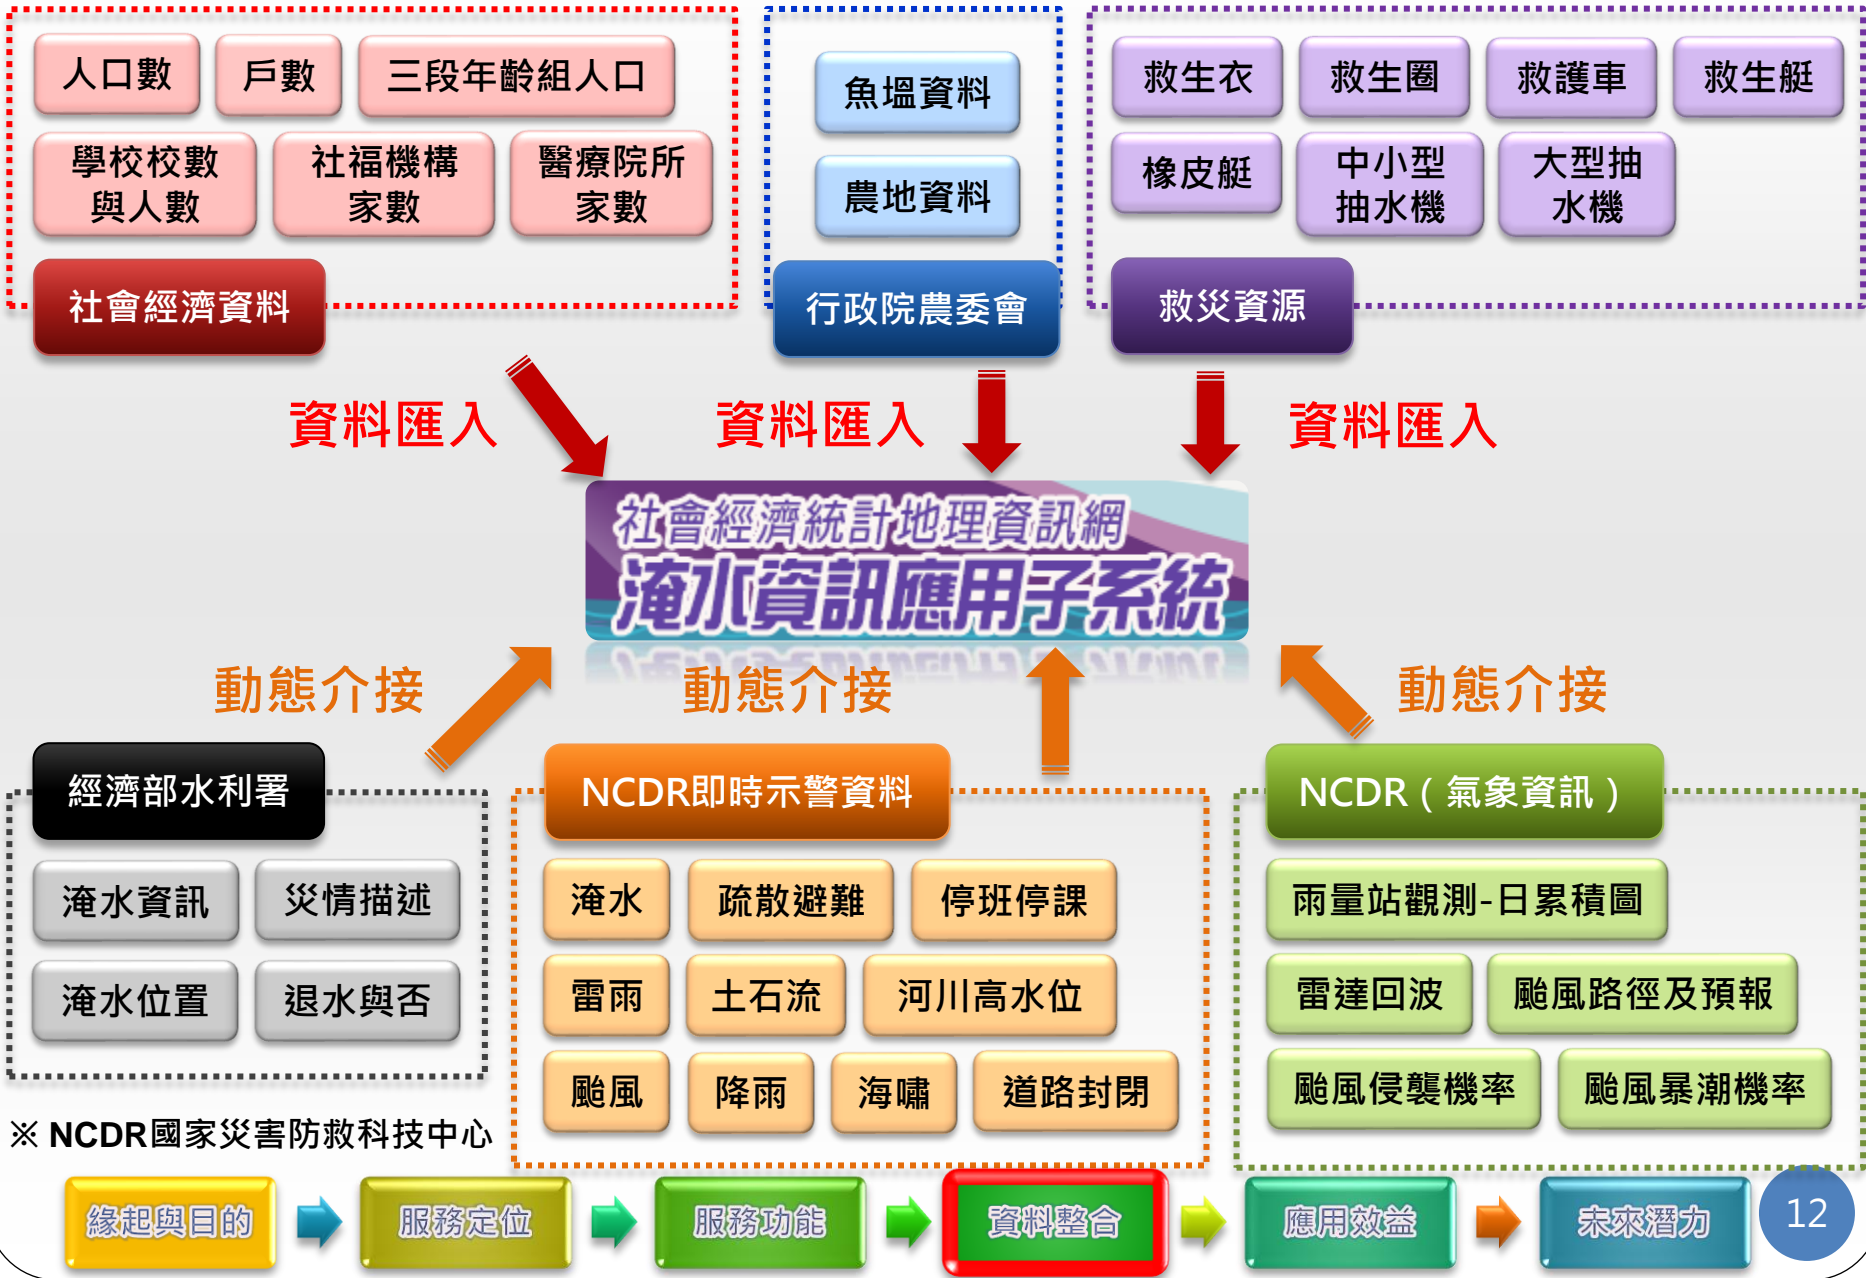 人口數
戶數
三段年齡組人口
學校校數
與人數
社福機構
家數
醫療院所
家數
社會經濟資料
魚塭資料
農地資料
行政院農委會
救生衣
救生圈
救護車
救生艇
橡皮艇
中小型
抽水機
大型抽
水機
救災資源
資料匯入
資料匯入
資料匯入
社會經濟統計地理資訊網
淹水資訊應用子系統
動態介接
動態介接
動態介接
經濟部水利署
淹水資訊
災情描述
淹水位置
退水與否
NCDR即時示警資料
淹水
疏散避難
停班停課
雷雨
土石流
河川高水位
颱風
降雨
海嘯
道路封閉
NCDR（氣象資訊）
雨量站觀測-日累積圖
雷達回波
颱風路徑及預報
颱風侵襲機率
颱風暴潮機率
※ NCDR國家災害防救科技中心
緣起與目的
服務定位
服務功能
資料整合
應用效益
未來潛力
12